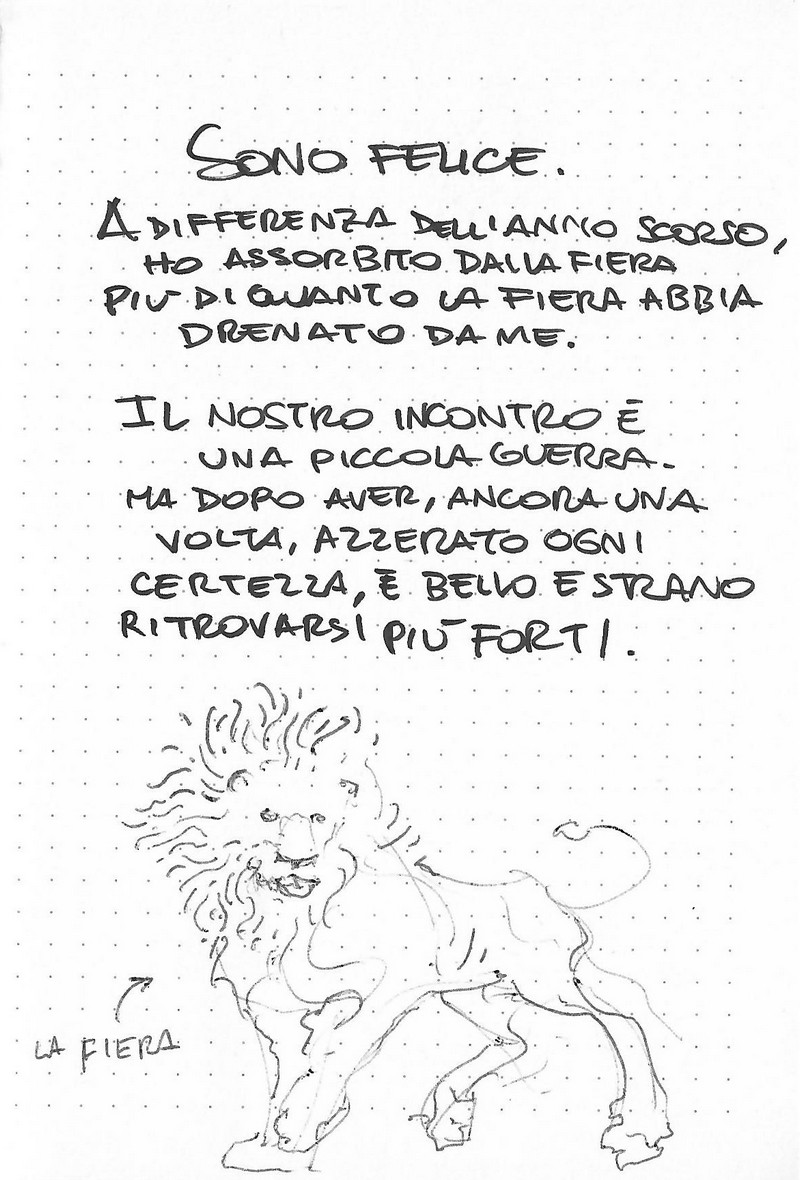 SONO FELICE.
A DIFFERENZA DELL'ANNO SCORSO,
HO ASSORBITO DALLA FIERA
PIÙ DI QUANTO LA FIERA ABBIA
DRENATO DA ME.
IL NOSTRO INCONTRO È
UNA PICCOLA GUERRA.
MA DOPO AVER, ANCORA UNA
VOLTA, AZZERATO OGNI
CERTEZZA, È BELLO E STRANO
RITROVARSI PIÙ FORTI.
LA FIERA